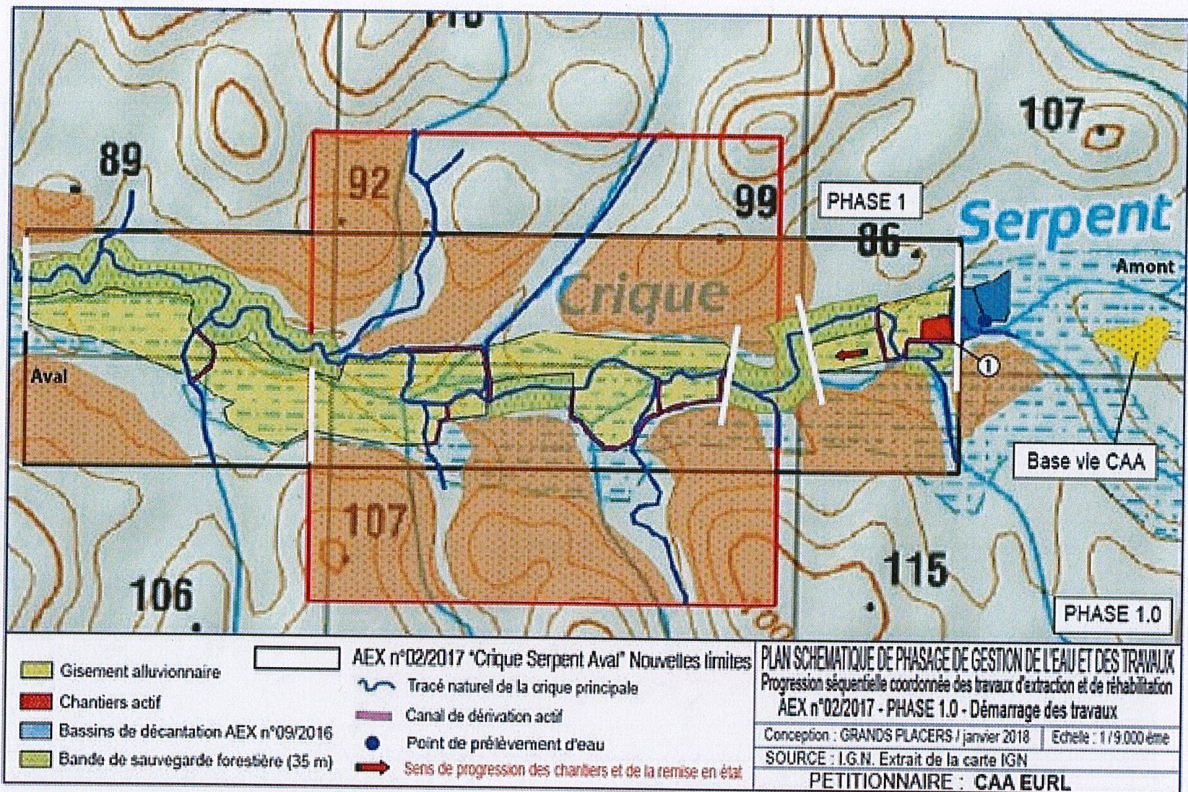 107
89
92
99
PHASE 1
86
Serpent
Amont
Crique
1
Aval
Base vie CAA
107
106
115
100
PHASE 1.0
Gisement alluvionnaire
Chantiers actif
Bassins de décantation AEX n°09/2016
Bande de sauvegarde forestière (35 m)
AEX n°02/2017 "Crique Serpent Aval" Nouvelles limites
Tracé naturel de la crique principale
Canal de dérivation actif
Point de prélèvement d'eau
Sens de progression des chantiers et de la remise en état
PLAN SCHEMATIQUE DE PHASAGE DE GESTION DE L'EAU ET DES TRAVAUX
Progression séquentielle coordonnée des travaux d'extraction et de réhabilitation
AEX n°02/2017 - PHASE 1.0 - Démarrage des travaux
Conception : GRANDS PLACERS / janvier 2018
Echelle : 1 / 9.000 ème
SOURCE : I.G.N. Extrait de la carte IGN
PETITIONNAIRE : CAA EURL